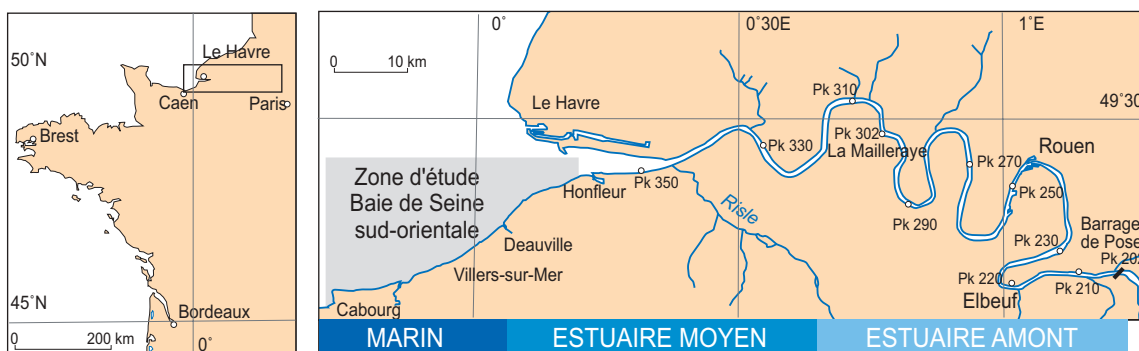 50°N
Le Havre
Caen
Paris
Brest
45°N
Bordeaux
0 200 km
0°
0°
0°30E
1°E
0 10 km
49°30
Le Havre
Pk 310
Pk 302
La Mailleraye
Pk 330
Pk 350
Honfleur
Pk 290
Pk 270
Rouen
Pk 250
Zone d'étude
Baie de Seine
sud-orientale
Risle
Deauville
Villers-sur-Mer
Cabourg
Pk 230
Barrage
de Pose
Pk 202
Pk 220
Pk 210
Elbeuf
MARIN
ESTUAIRE MOYEN
ESTUAIRE AMONT